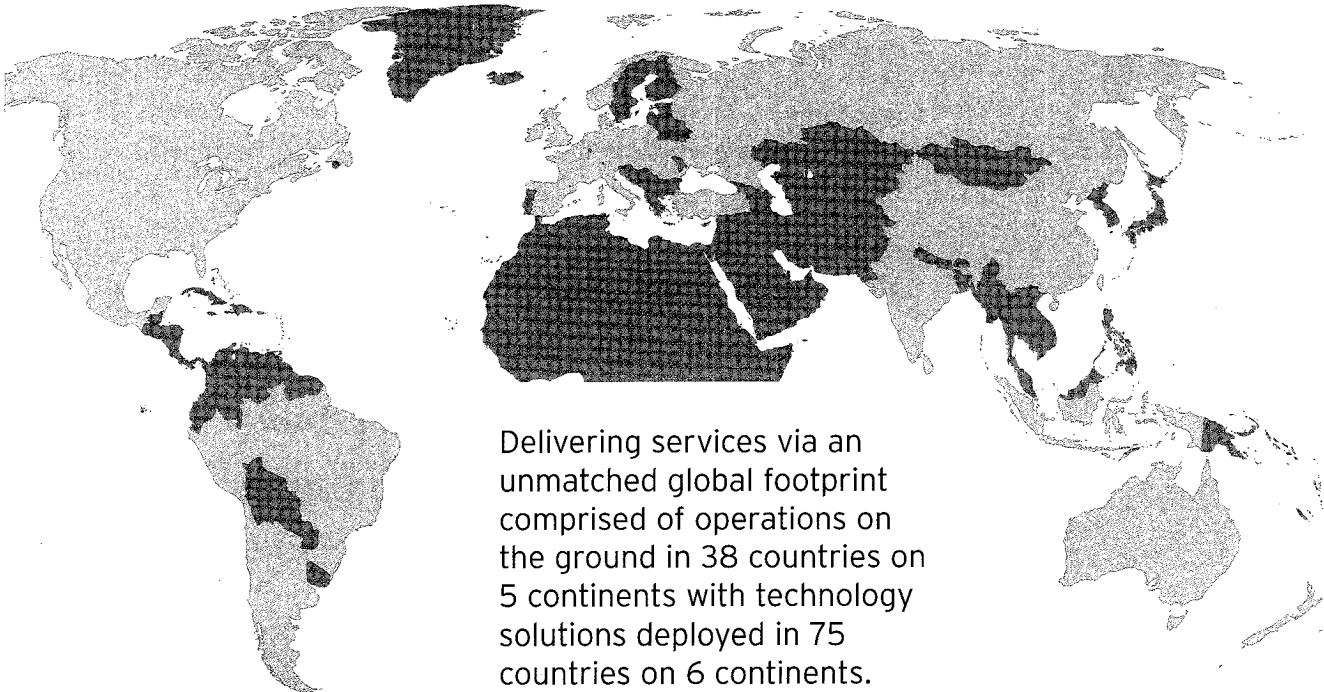 Delivering services via an
unmatched global footprint
comprised of operations on
the ground in 38 countries on
5 continents with technology
solutions deployed in 75
countries on 6 continents.